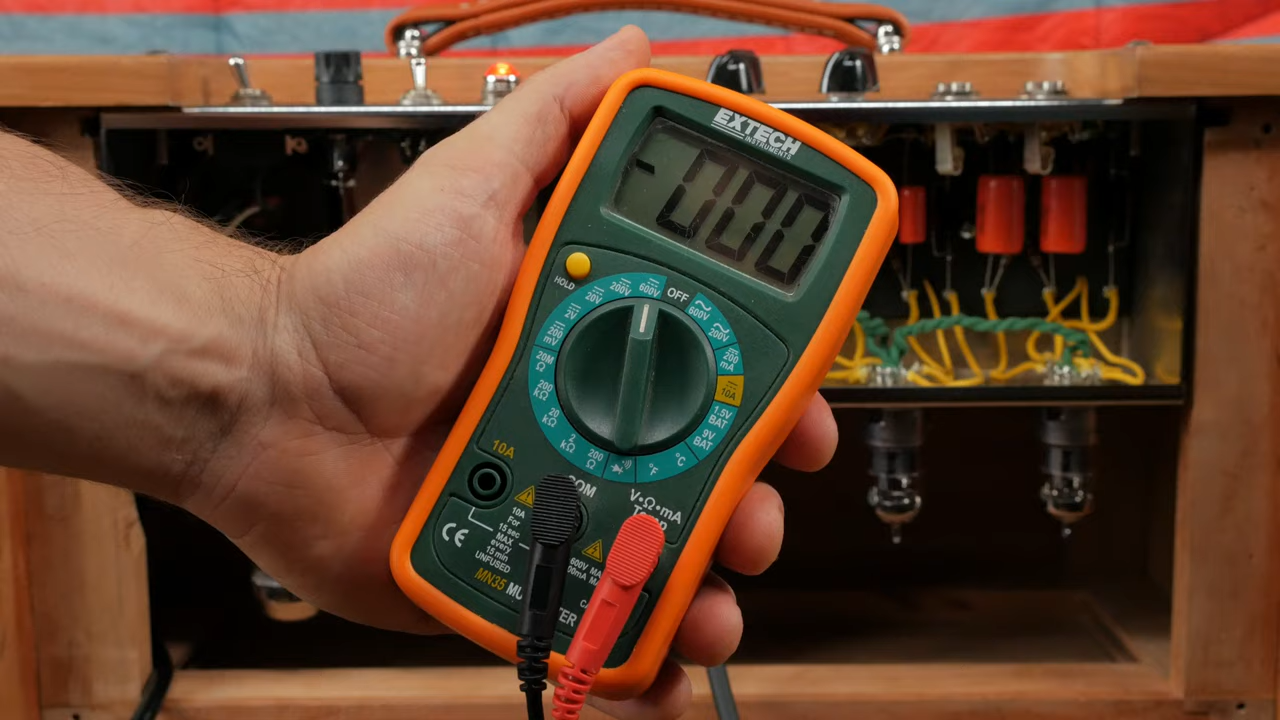 EXTECH
INSTRUMENTS
-000
HOLD
OFF
600V
200V
20V
2V
200
mV
20M
Ω
200
kΩ
20
kΩ
2
kΩ
200
Ω
°F
°C
9V
BAT
1.5V
BAT
10A
200
mA
200V
600V
10A
COM
V•Ω•mA
10A
For
15 sec
MAX
every
15 min
UNFUSED
CE
600V
MN35